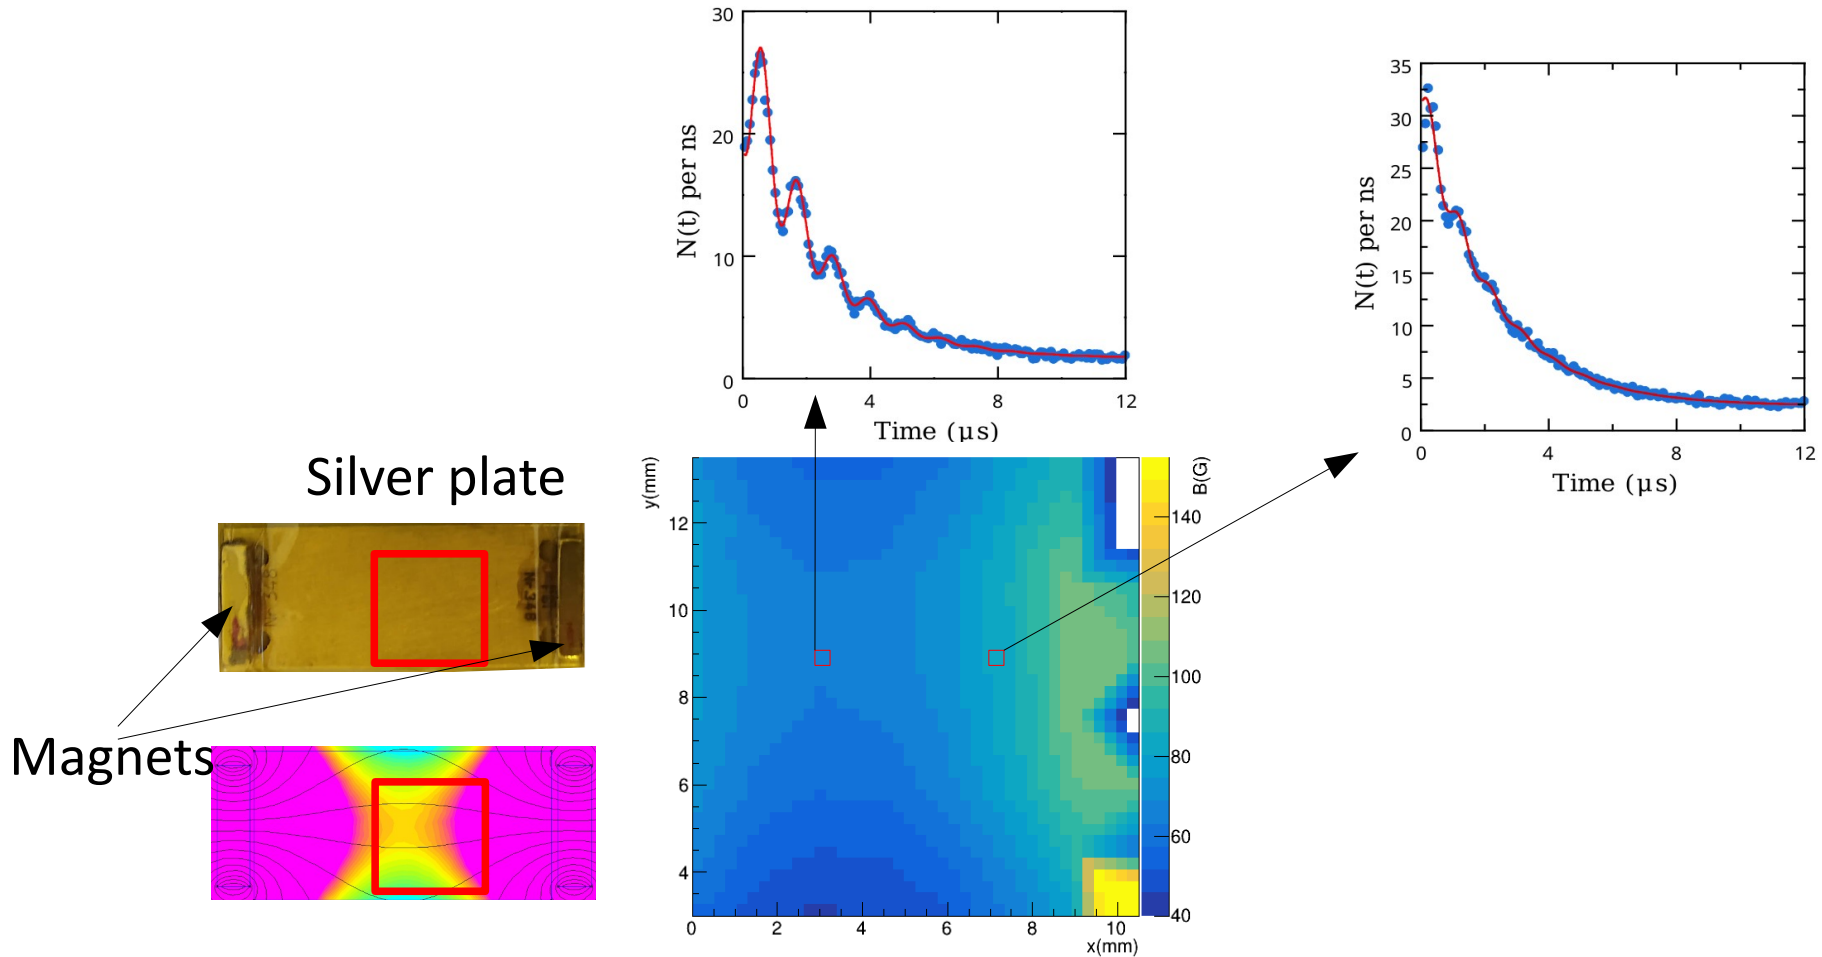 30
20
10
0
N(t) per ns
0 4 8 12
Time (µs)
35
30
25
20
15
10
5
0
N(t) per ns
0 4 8 12
Time (µs)
Silver plate
Magnets
y(mm)
12
10
8
6
4
0 2 4 6 8 10
x(mm)
B(G)
140
120
100
80
60
40